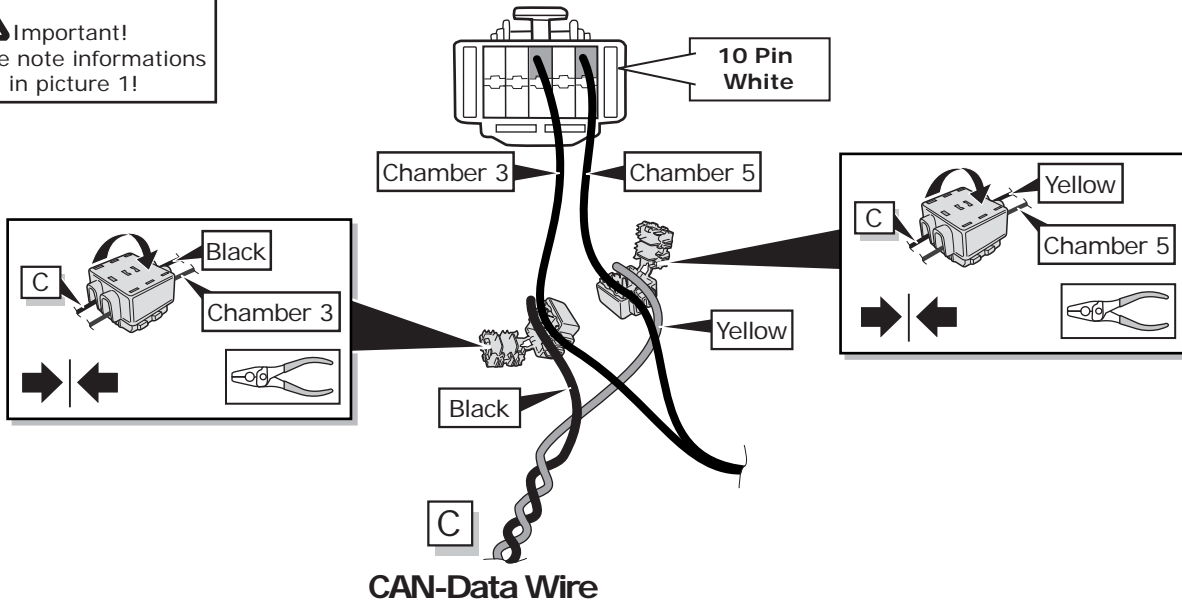 Important!
e note informations
in picture 1!
10 Pin
White
Chamber 3
Chamber 5
Black
C
Chamber 3
Yellow
C
Chamber 5
Yellow
Black
C
CAN-Data Wire